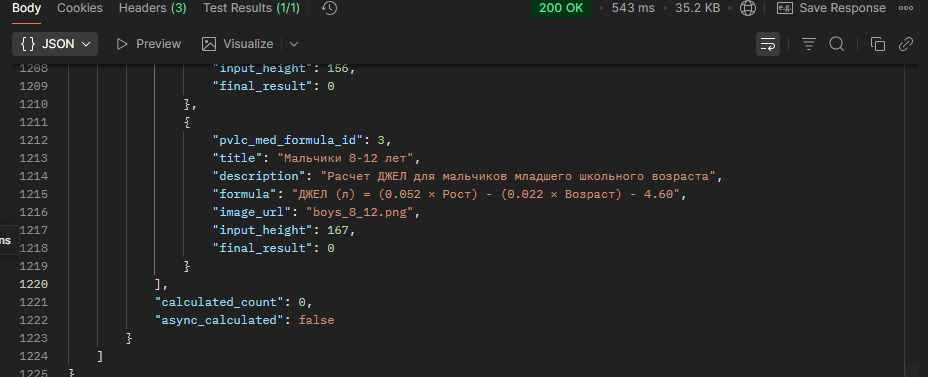 Body Cookies Headers (3) Test Results (1/1) 200 OK • 543 ms • 35.2 KB • e.g. Save Response
{} JSON Preview Visualize
1208 "input_height": 156,
1209 "final_result": 0
1210 },
1211 {
1212 "pvlc_med_formula_id": 3,
1213 "title": "Мальчики 8-12 лет",
1214 "description": "Расчет ДЖЕЛ для мальчиков младшего школьного возраста",
1215 "formula": "ДЖЕЛ (л) = (0.052 × Рост) - (0.022 × Возраст) - 4.60",
1216 "image_url": "boys_8_12.png",
ns
1217 "input_height": 167,
1218 "final_result": 0
1219 }
1220 ],
1221 "calculated_count": 0,
1222 "async_calculated": false
1223 }
1224 ]
1225 }